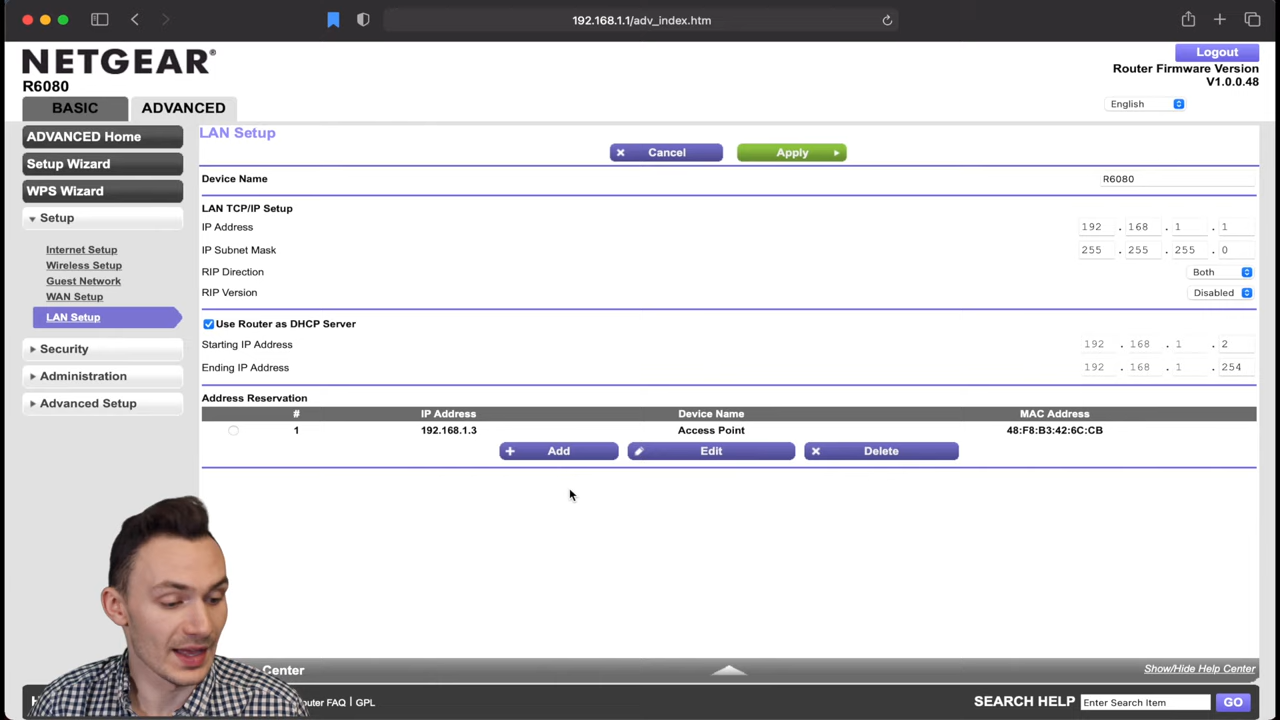 192.168.1.1/adv_index.htm
NETGEAR®
R6080
Logout
Router Firmware Version
V1.0.0.48
BASIC
ADVANCED
English
ADVANCED Home
Setup Wizard
WPS Wizard
Setup
Internet Setup
Wireless Setup
Guest Network
WAN Setup
LAN Setup
Security
Administration
Advanced Setup
LAN Setup
Cancel
Apply
Device Name R6080
LAN TCP/IP Setup
IP Address 192 . 168 . 1 . 1
IP Subnet Mask 255 . 255 . 255 . 0
RIP Direction Both
RIP Version Disabled
Use Router as DHCP Server
Starting IP Address 192 . 168 . 1 . 2
Ending IP Address 192 . 168 . 1 . 254
Address Reservation
# IP Address Device Name MAC Address
1 192.168.1.3 Access Point 48:F8:B3:42:6C:CB
Add Edit Delete
Center Show/Hide Help Center
FAQ | GPL SEARCH HELP Enter Search Item GO